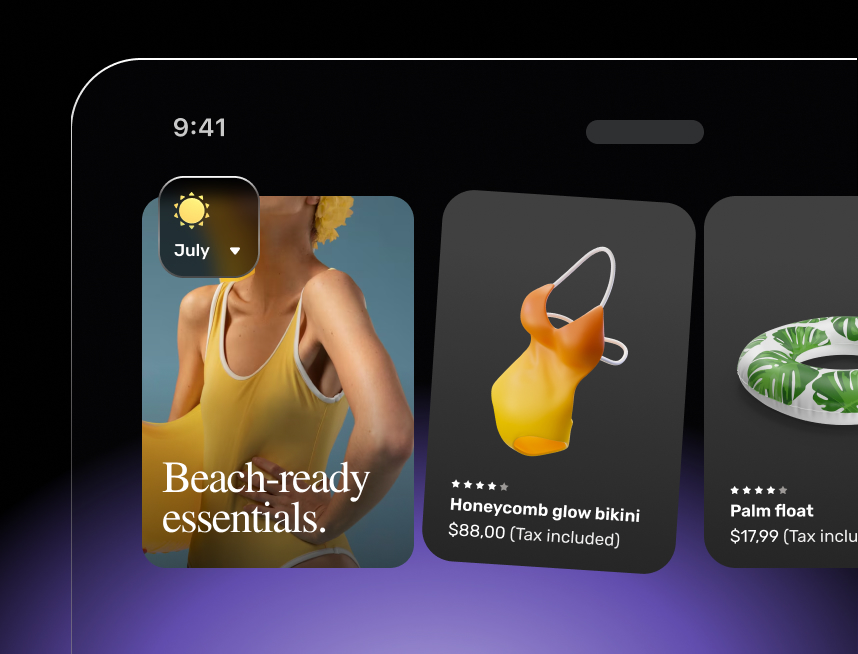 9:41
July
Beach-ready
essentials.
Honeycomb glow bikini
$88,00 (Tax included)
Palm float
$17,99 (Tax inclu